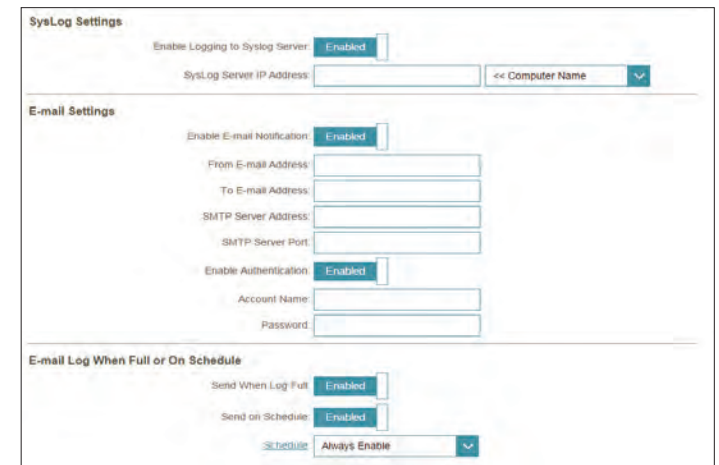 SysLog Settings
Enable Logging to Syslog Server: Enabled
SysLog Server IP Address: << Computer Name
E-mail Settings
Enable E-mail Notification: Enabled
From E-mail Address:
To E-mail Address:
SMTP Server Address:
SMTP Server Port:
Enable Authentication: Enabled
Account Name:
Password:
E-mail Log When Full or On Schedule
Send When Log Full: Enabled
Send on Schedule: Enabled
Schedule Always Enable